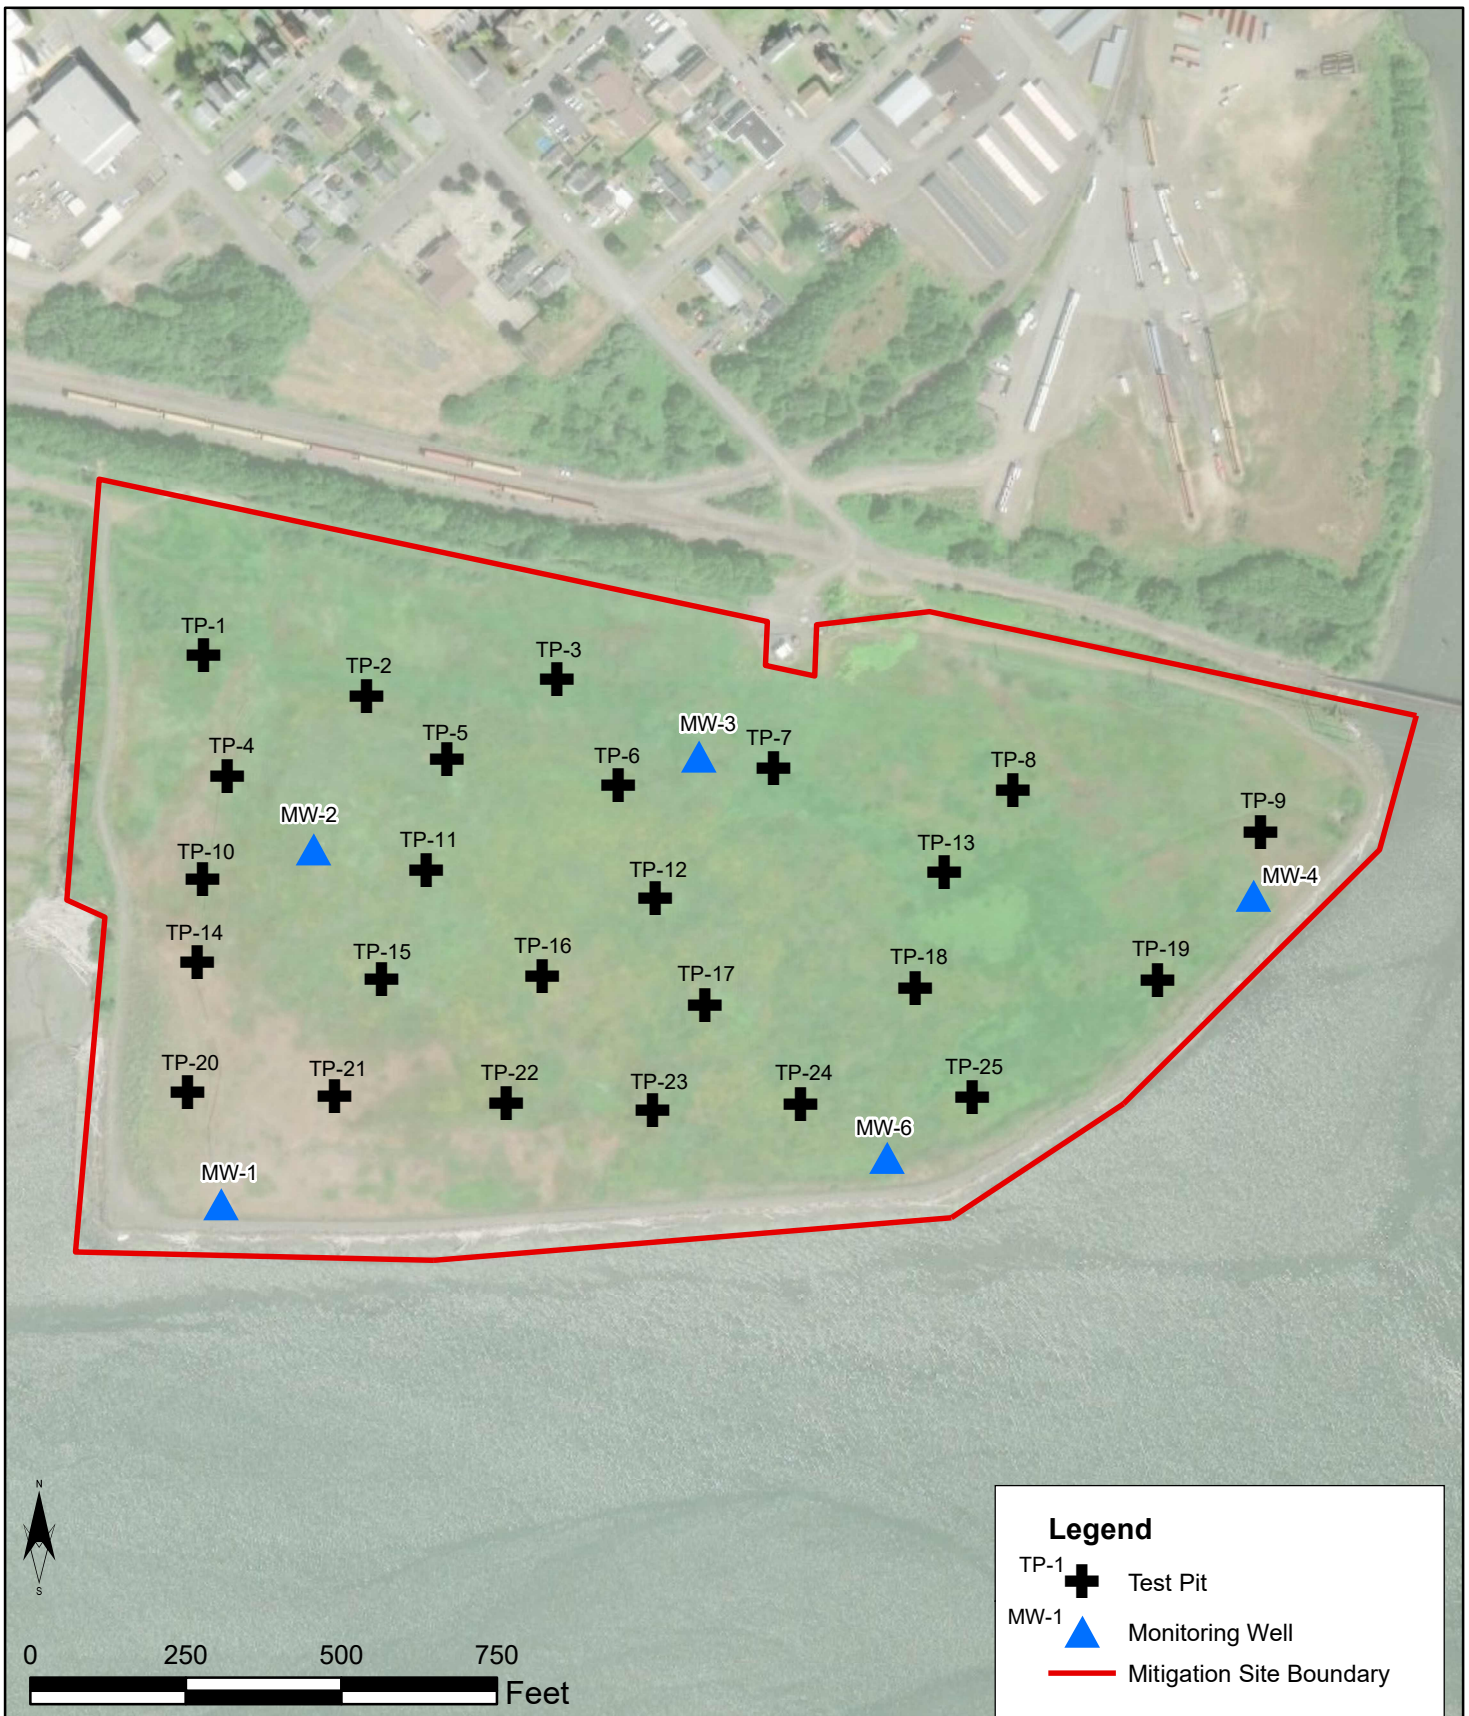 TP-1
TP-2
TP-3
MW-3
TP-5
TP-7
TP-4
TP-6
TP-8
TP-9
MW-2
TP-11
TP-13
TP-10
TP-12
MW-4
TP-14
TP-15
TP-16
TP-17
TP-18
TP-19
TP-20
TP-21
TP-22
TP-23
TP-24
TP-25
MW-6
MW-1
N
S
0 250 500 750
Feet
Legend
TP-1 Test Pit
MW-1 Monitoring Well
Mitigation Site Boundary